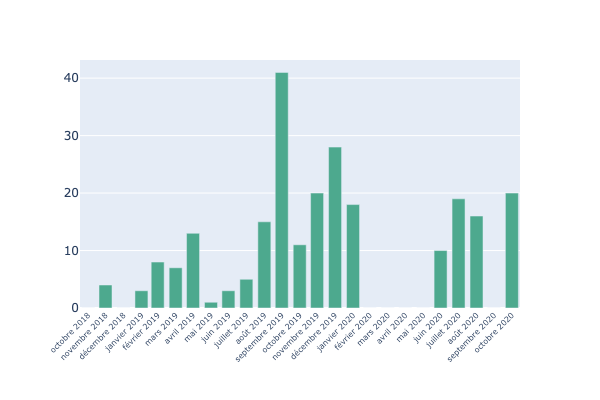 40
30
20
10
0
octobre 2018
novembre 2018
décembre 2018
janvier 2019
février 2019
mars 2019
avril 2019
mai 2019
juin 2019
juillet 2019
août 2019
septembre 2019
octobre 2019
novembre 2019
décembre 2019
janvier 2020
février 2020
mars 2020
avril 2020
mai 2020
juin 2020
juillet 2020
août 2020
septembre 2020
octobre 2020